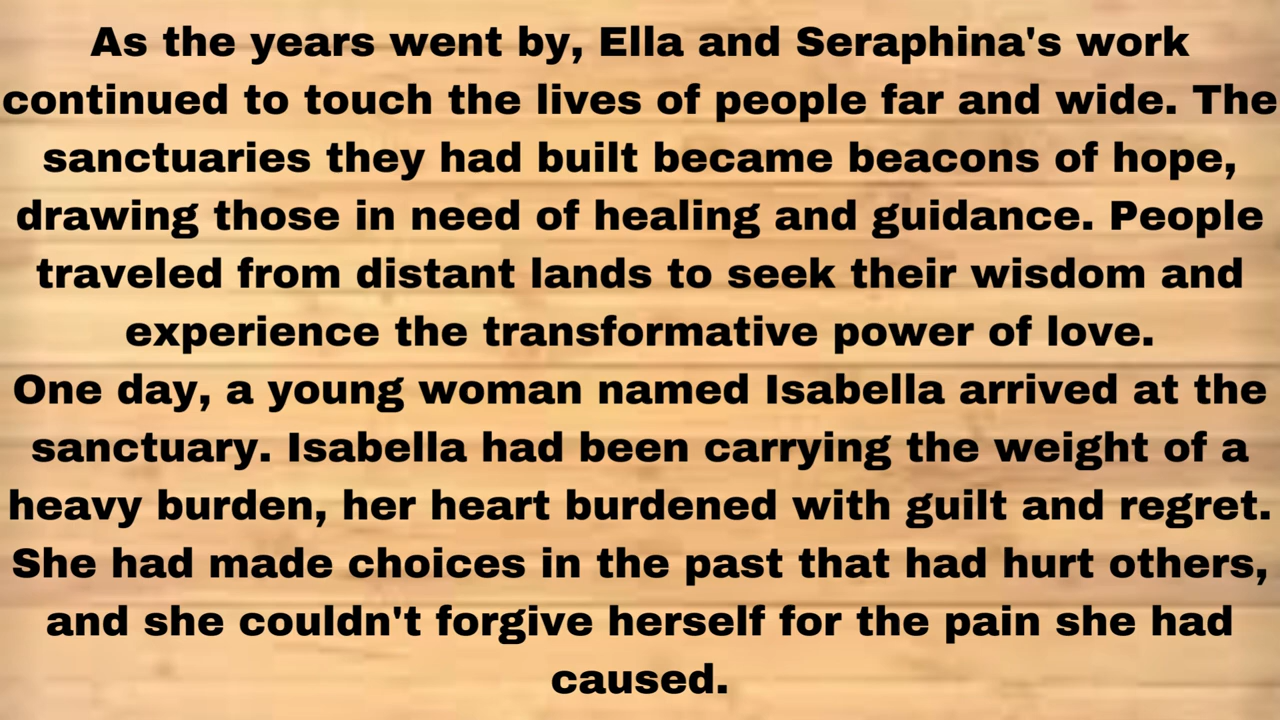 As the years went by, Ella and Seraphina's work
continued to touch the lives of people far and wide. The
sanctuaries they had built became beacons of hope,
drawing those in need of healing and guidance. People
traveled from distant lands to seek their wisdom and
experience the transformative power of love.
One day, a young woman named Isabella arrived at the
sanctuary. Isabella had been carrying the weight of a
heavy burden, her heart burdened with guilt and regret.
She had made choices in the past that had hurt others,
and she couldn't forgive herself for the pain she had
caused.